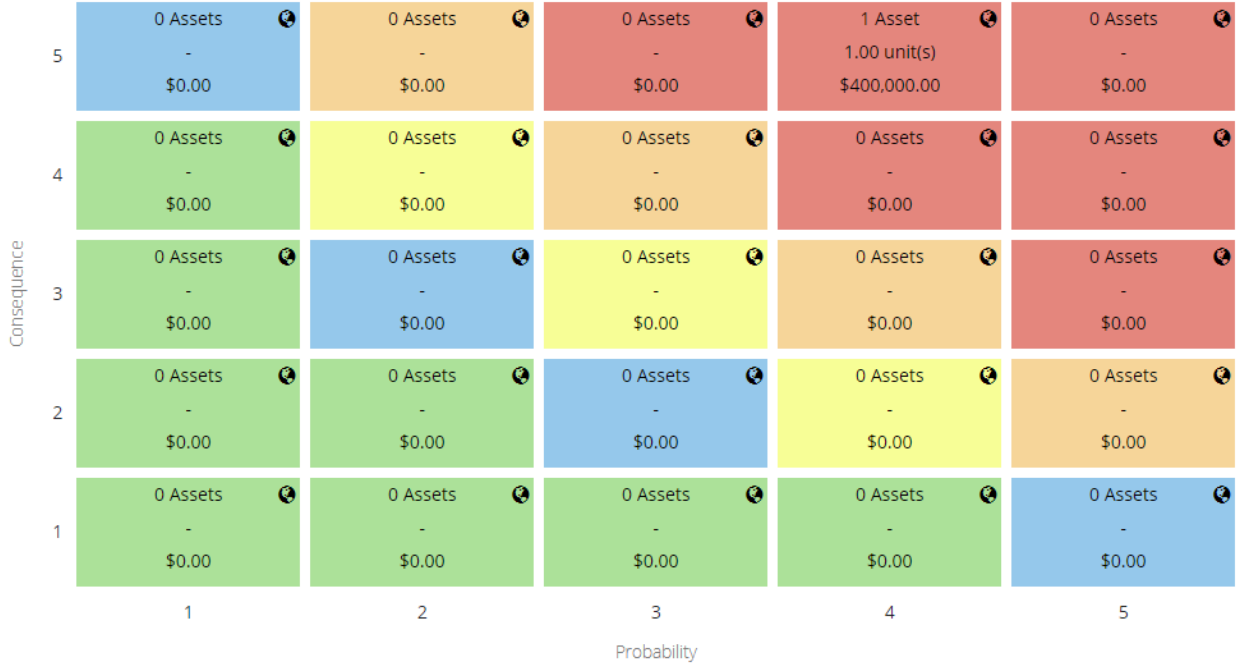 0 Assets 0 Assets 0 Assets 1 Asset 0 Assets
5 - - - 1.00 unit(s) -
$0.00 $0.00 $0.00 $400,000.00 $0.00
0 Assets 0 Assets 0 Assets 0 Assets 0 Assets
4 - - - - -
$0.00 $0.00 $0.00 $0.00 $0.00
Consequence
0 Assets 0 Assets 0 Assets 0 Assets 0 Assets
3 - - - - -
$0.00 $0.00 $0.00 $0.00 $0.00
0 Assets 0 Assets 0 Assets 0 Assets 0 Assets
2 - - - - -
$0.00 $0.00 $0.00 $0.00 $0.00
0 Assets 0 Assets 0 Assets 0 Assets 0 Assets
1 - - - - -
$0.00 $0.00 $0.00 $0.00 $0.00
1 2 3 4 5
Probability